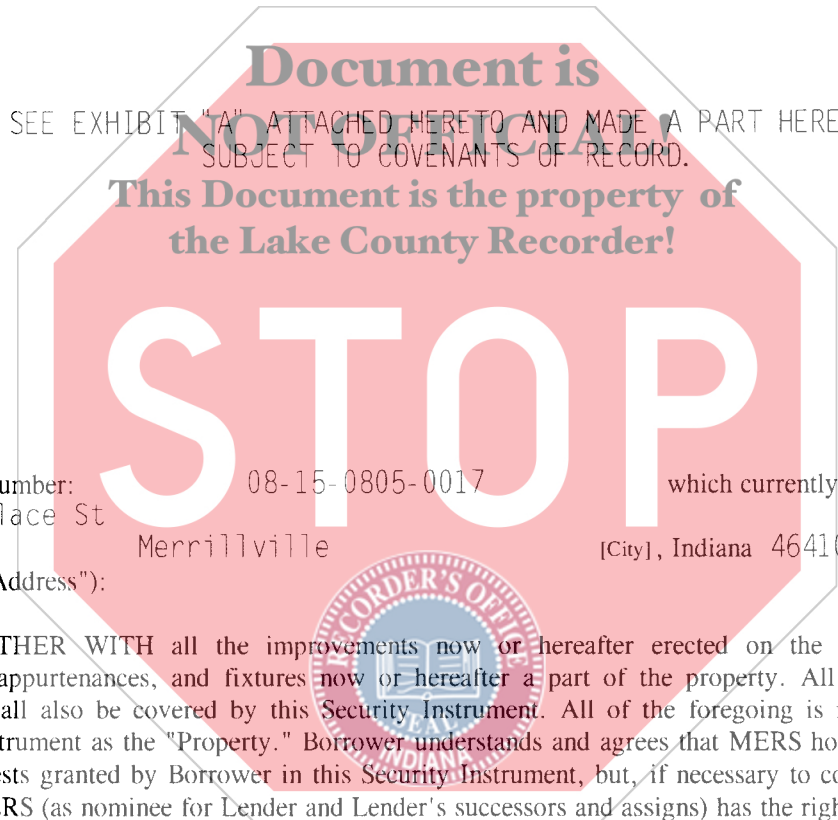 Document is
SEE EXHIBIT "A" ATTACHED HERETO AND MADE A PART HERE
NOT OFFICIAL!
SUBJECT TO COVENANTS OF RECORD.
This Document is the property of
the Lake County Recorder!
STOP
umber: 08-15-0805-0017 which currently
lace St
Merrillville [City], Indiana 46410
Address"):
RECORDER'S OFFICE
THER WITH all the improvements now or hereafter erected on the
appurtenances, and fixtures now or hereafter a part of the property. All
all also be covered by this Security Instrument. All of the foregoing is
SEAL
trument as the "Property." Borrower understands and agrees that MERS ho
INDIANA
sts granted by Borrower in this Security Instrument, but, if necessary to co
RS (as nominee for Lender and Lender's successors and assigns) has the righ